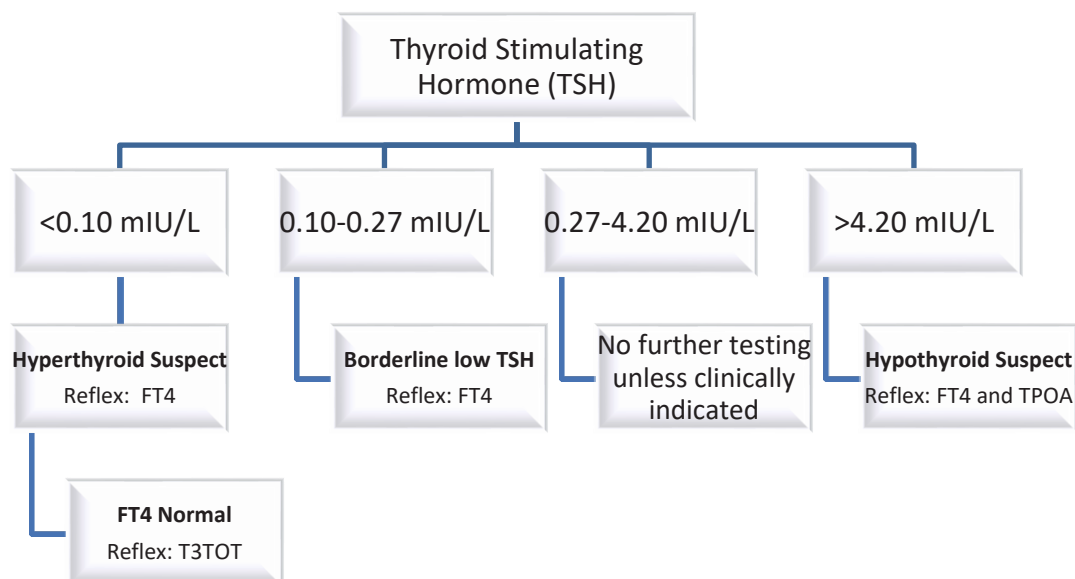 Thyroid Stimulating
Hormone (TSH)
<0.10 mIU/L
0.10-0.27 mIU/L
0.27-4.20 mIU/L
>4.20 mIU/L
Hyperthyroid Suspect
Reflex: FT4
Borderline low TSH
Reflex: FT4
No further testing
unless clinically
indicated
Hypothyroid Suspect
Reflex: FT4 and TPOA
FT4 Normal
Reflex: T3TOT